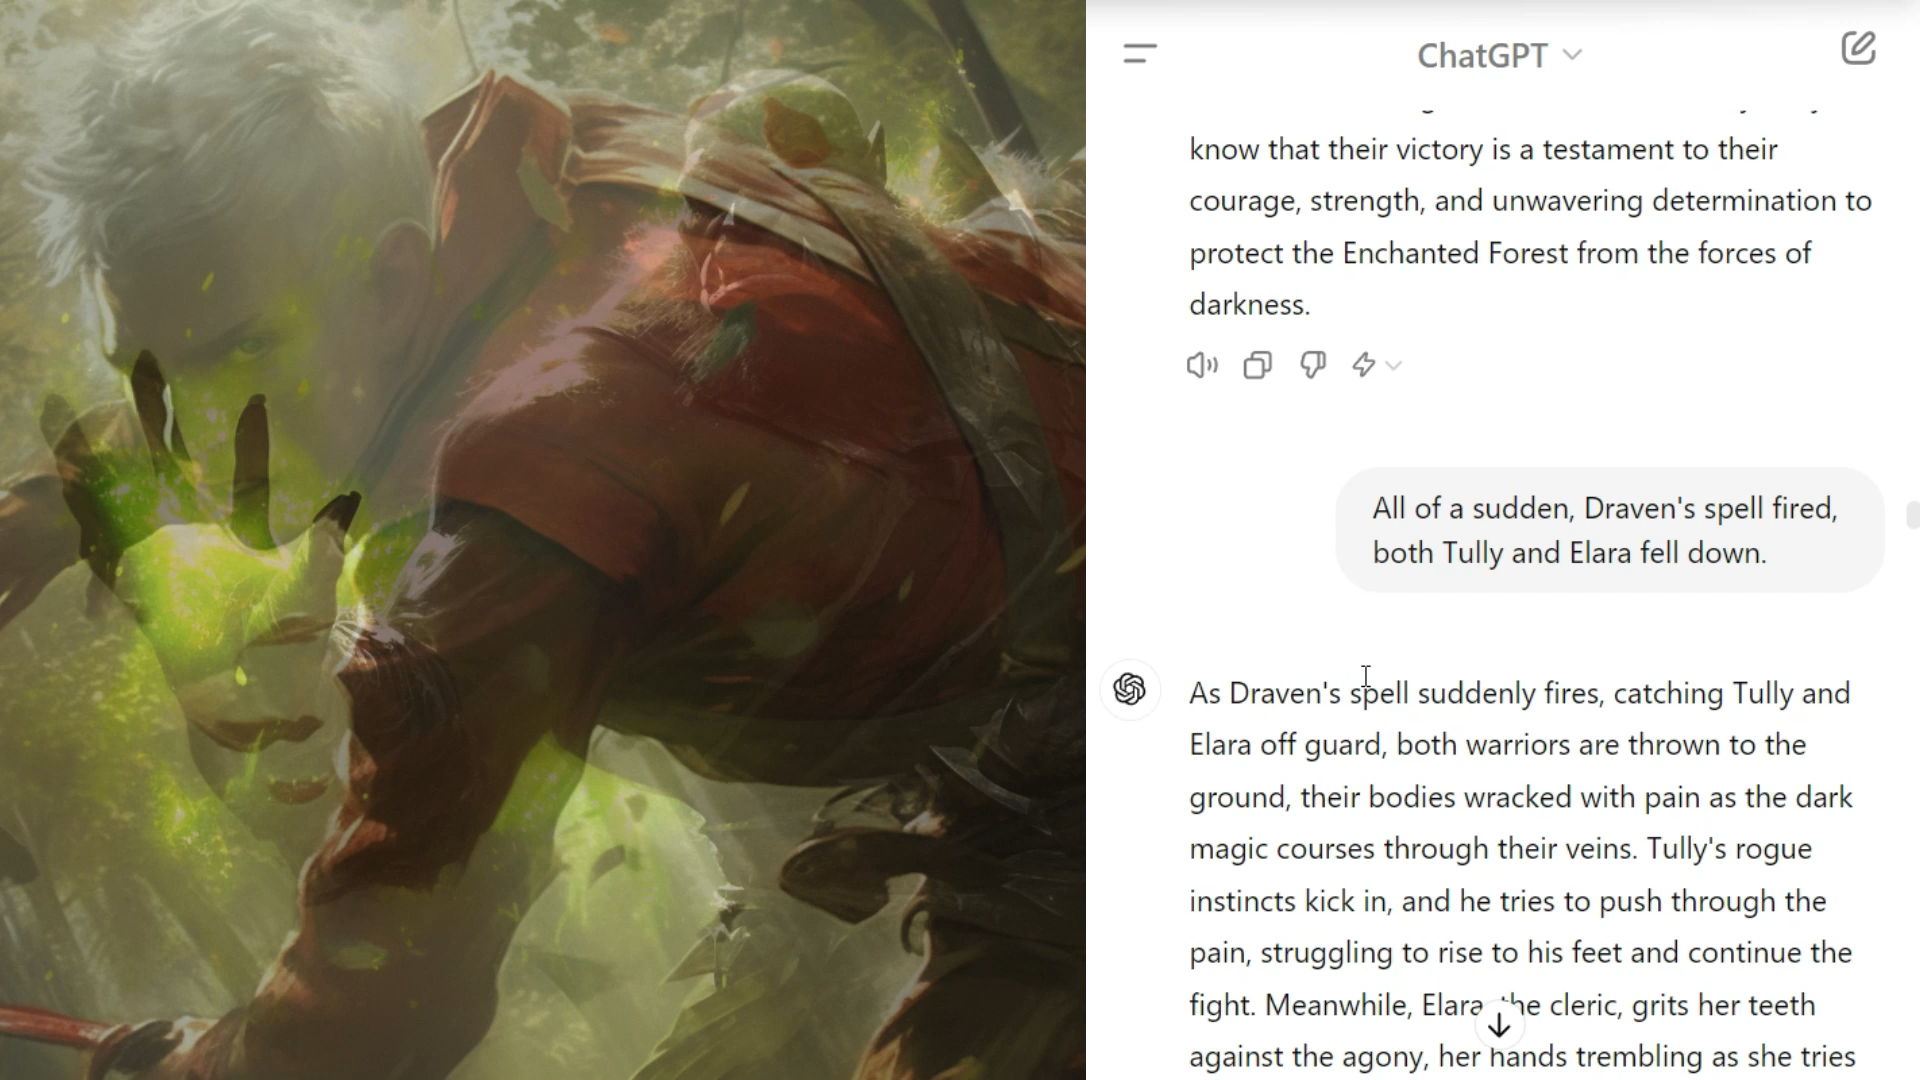 ChatGPT
know that their victory is a testament to their
courage, strength, and unwavering determination to
protect the Enchanted Forest from the forces of
darkness.
All of a sudden, Draven's spell fired,
both Tully and Elara fell down.
As Draven's spell suddenly fires, catching Tully and
Elara off guard, both warriors are thrown to the
ground, their bodies wracked with pain as the dark
magic courses through their veins. Tully's rogue
instincts kick in, and he tries to push through the
pain, struggling to rise to his feet and continue the
fight. Meanwhile, Elara, the cleric, grits her teeth
against the agony, her hands trembling as she tries